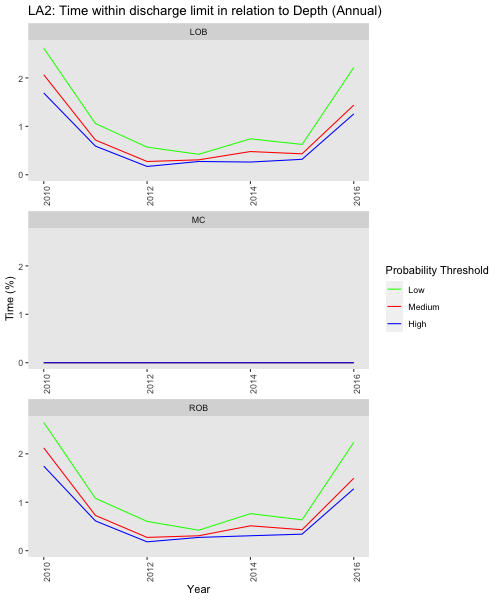 LA2: Time within discharge limit in relation to Depth (Annual)
LOB
2
1
0
2010
2012
2014
2016
MC
2
1
0
2010
2012
2014
2016
ROB
2
1
0
2010
2012
2014
2016
Time (%)
Year
Probability Threshold
Low
Medium
High